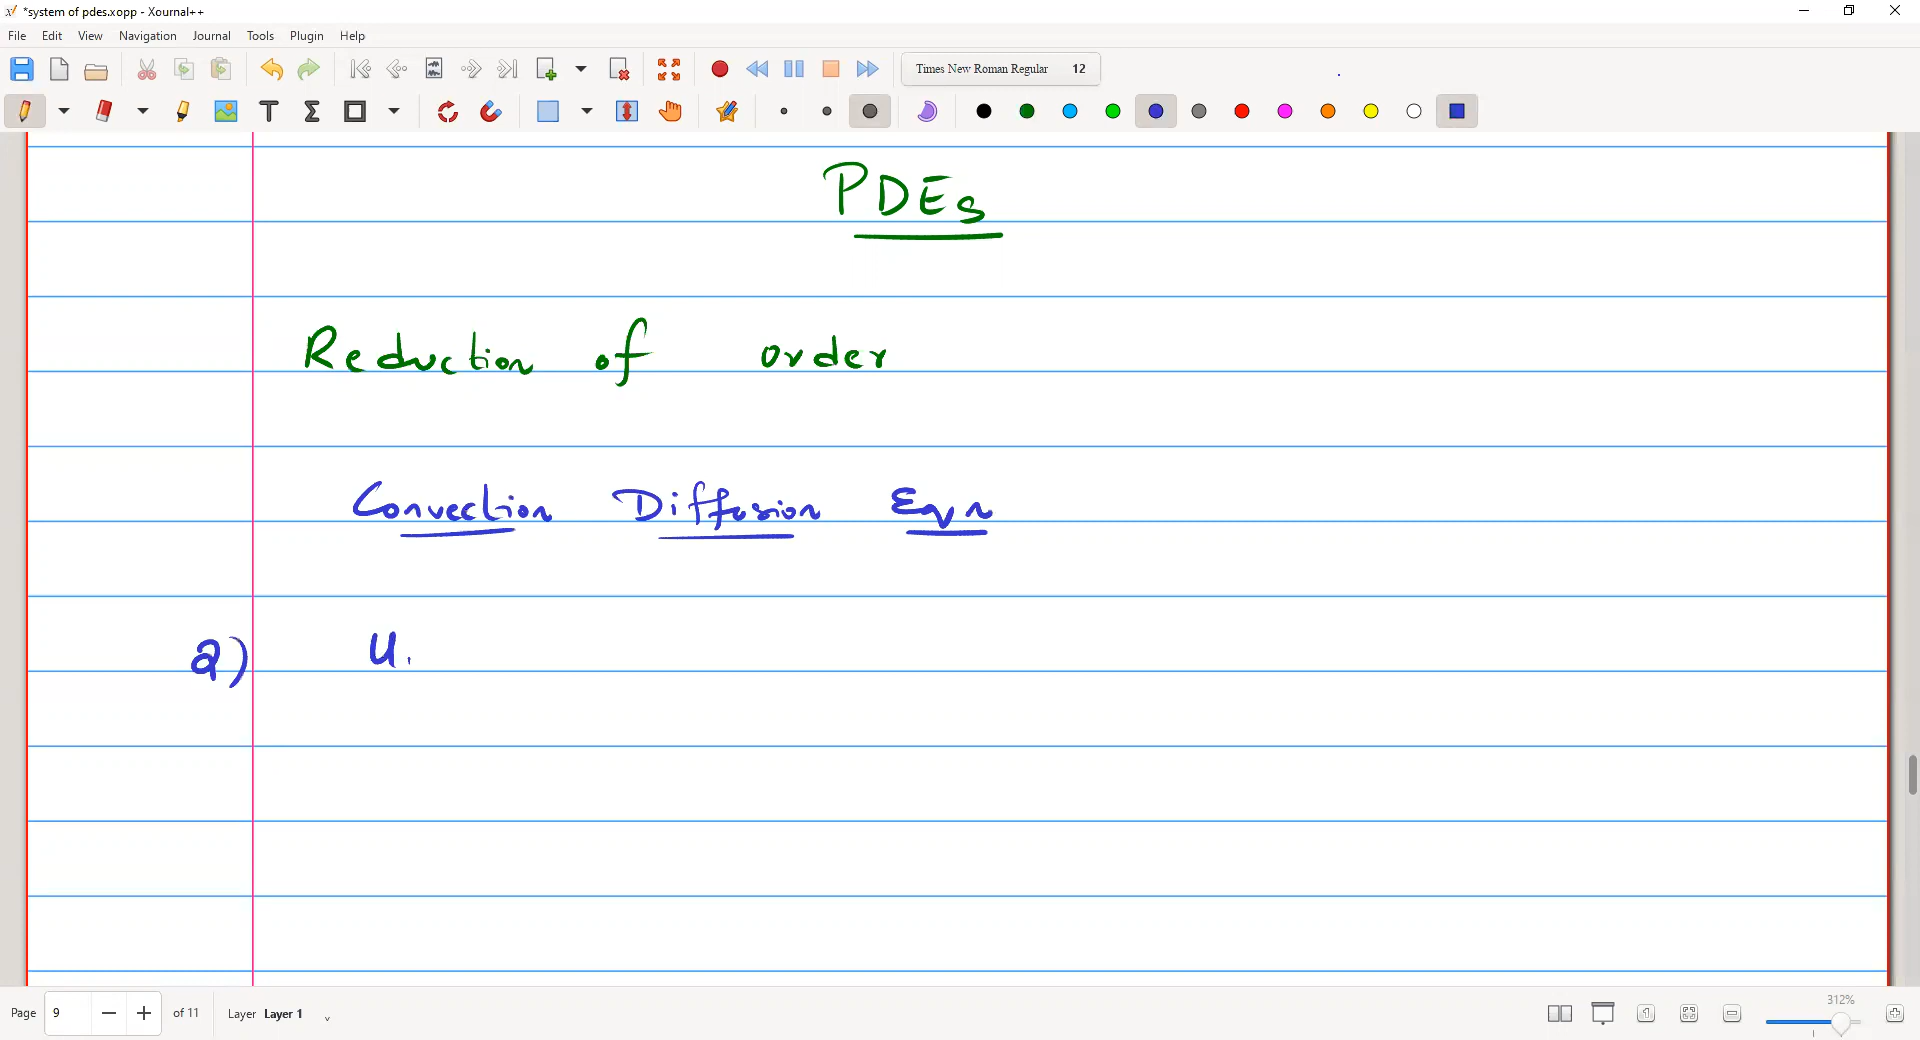 *system of pdes.xopp - Xournal++
File Edit View Navigation Journal Tools Plugin Help
Times New Roman Regular 12
PDEs
Reduction of order
Convection Diffusion Eqn
Q) u
Page 9 of 11 Layer Layer 1 312%